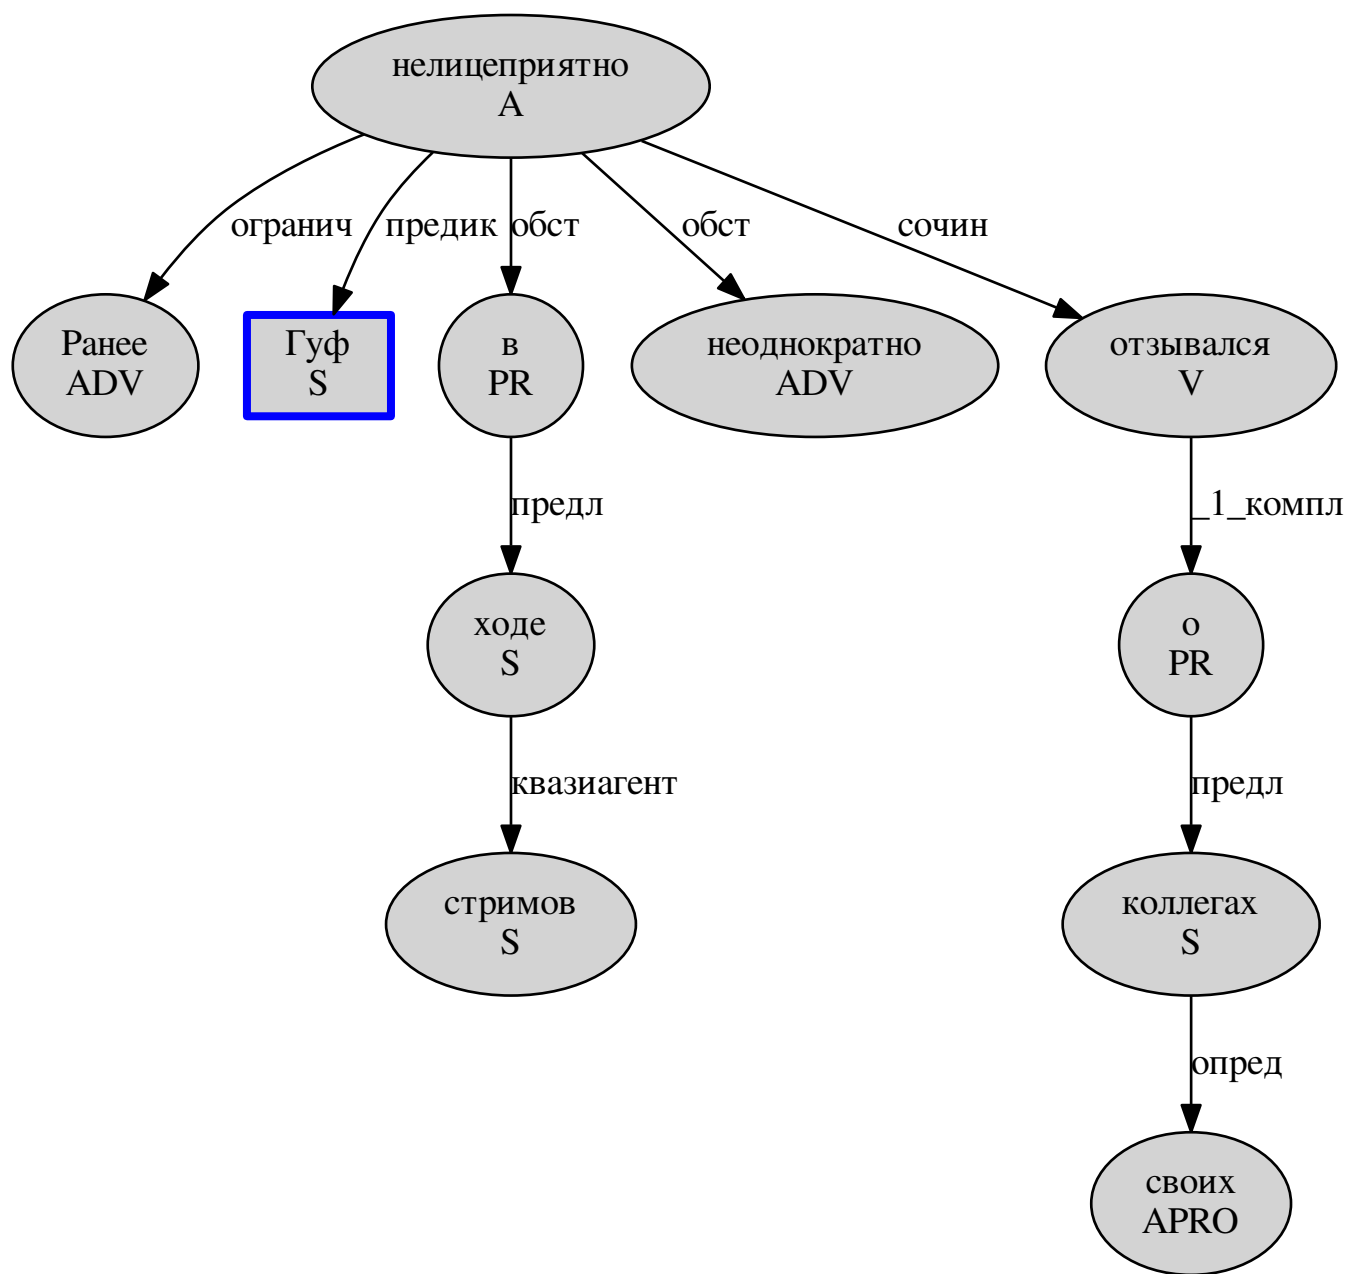 нелицеприятно
A
огранич
предик
обст
обст
сочин
Ранее
ADV
Гуф
S
в
PR
неоднократно
ADV
отзывался
V
предл
_1_компл
ходе
S
о
PR
квазиагент
предл
стримов
S
коллегах
S
опред
своих
APRO